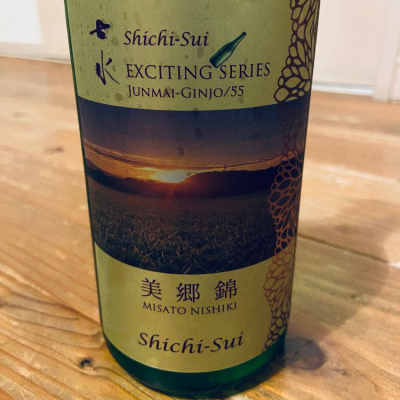 七水
Shichi-Sui
EXCITING SERIES
JUNMAI-GINJO/55
美郷錦
MISATO NISHIKI
Shichi-Sui